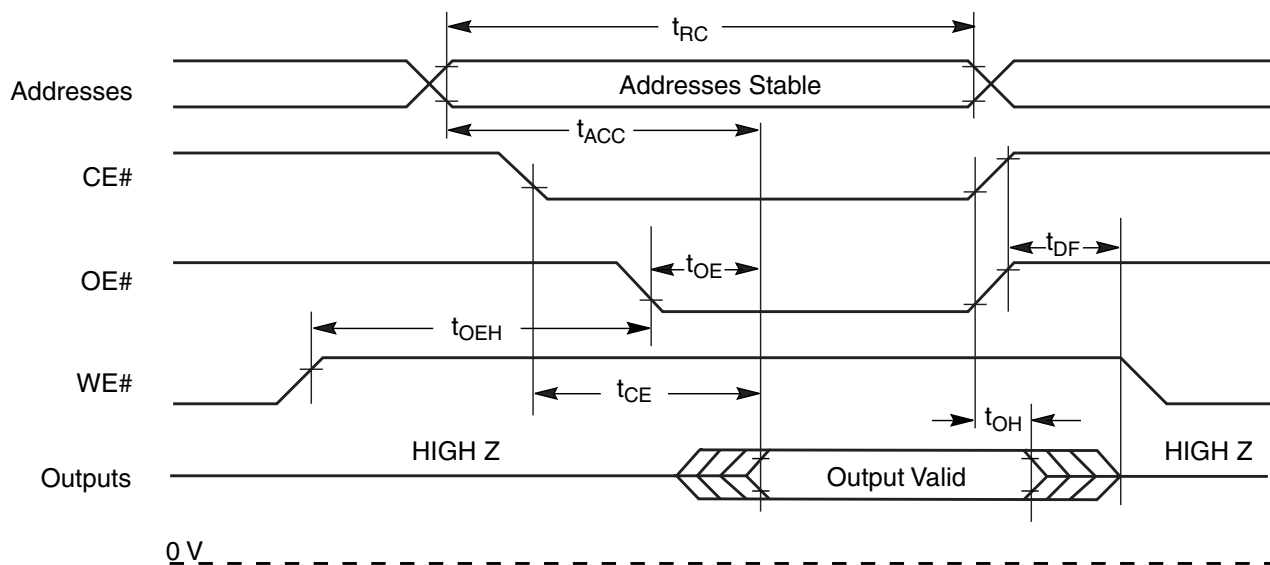 tRC
Addresses
Addresses Stable
tACC
CE#
tDF
OE#
tOE
tOEH
WE#
tCE
tOH
HIGH Z
HIGH Z
Outputs
Output Valid
0 V